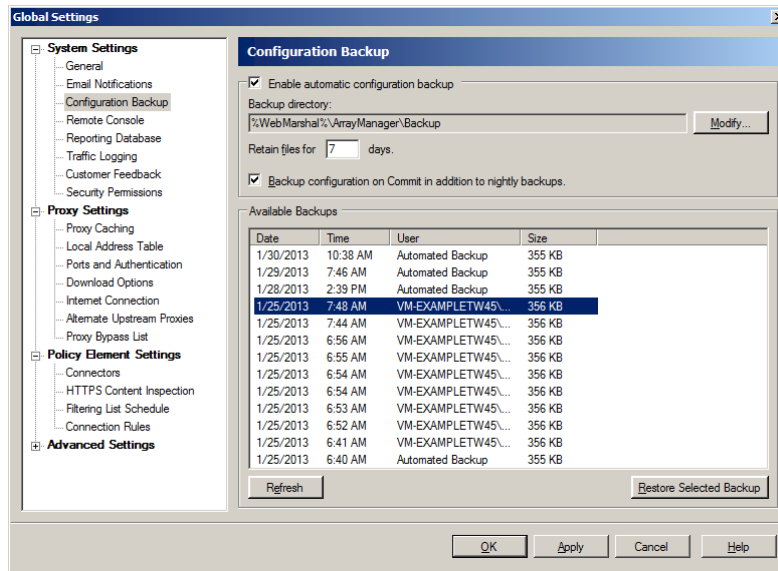 Global Settings
System Settings
General
Email Notifications
Configuration Backup
Remote Console
Reporting Database
Traffic Logging
Customer Feedback
Security Permissions
Proxy Settings
Proxy Caching
Local Address Table
Ports and Authentication
Download Options
Internet Connection
Alternate Upstream Proxies
Proxy Bypass List
Policy Element Settings
Connectors
HTTPS Content Inspection
Filtering List Schedule
Connection Rules
Advanced Settings
Configuration Backup
Enable automatic configuration backup
Backup directory:
%WebMarshal%\ArrayManager\Backup Modify...
Retain files for 7 days.
Backup configuration on Commit in addition to nightly backups.
Available Backups
Date Time User Size
1/30/2013 10:38 AM Automated Backup 355 KB
1/29/2013 7:46 AM Automated Backup 355 KB
1/28/2013 2:39 PM Automated Backup 355 KB
1/25/2013 7:48 AM VM-EXAMPLETW45\... 356 KB
1/25/2013 7:44 AM VM-EXAMPLETW45\... 356 KB
1/25/2013 6:56 AM VM-EXAMPLETW45\... 356 KB
1/25/2013 6:55 AM VM-EXAMPLETW45\... 356 KB
1/25/2013 6:54 AM VM-EXAMPLETW45\... 356 KB
1/25/2013 6:54 AM VM-EXAMPLETW45\... 356 KB
1/25/2013 6:53 AM VM-EXAMPLETW45\... 356 KB
1/25/2013 6:52 AM VM-EXAMPLETW45\... 356 KB
1/25/2013 6:41 AM VM-EXAMPLETW45\... 356 KB
1/25/2013 6:40 AM Automated Backup 355 KB
Refresh Restore Selected Backup
OK Apply Cancel Help